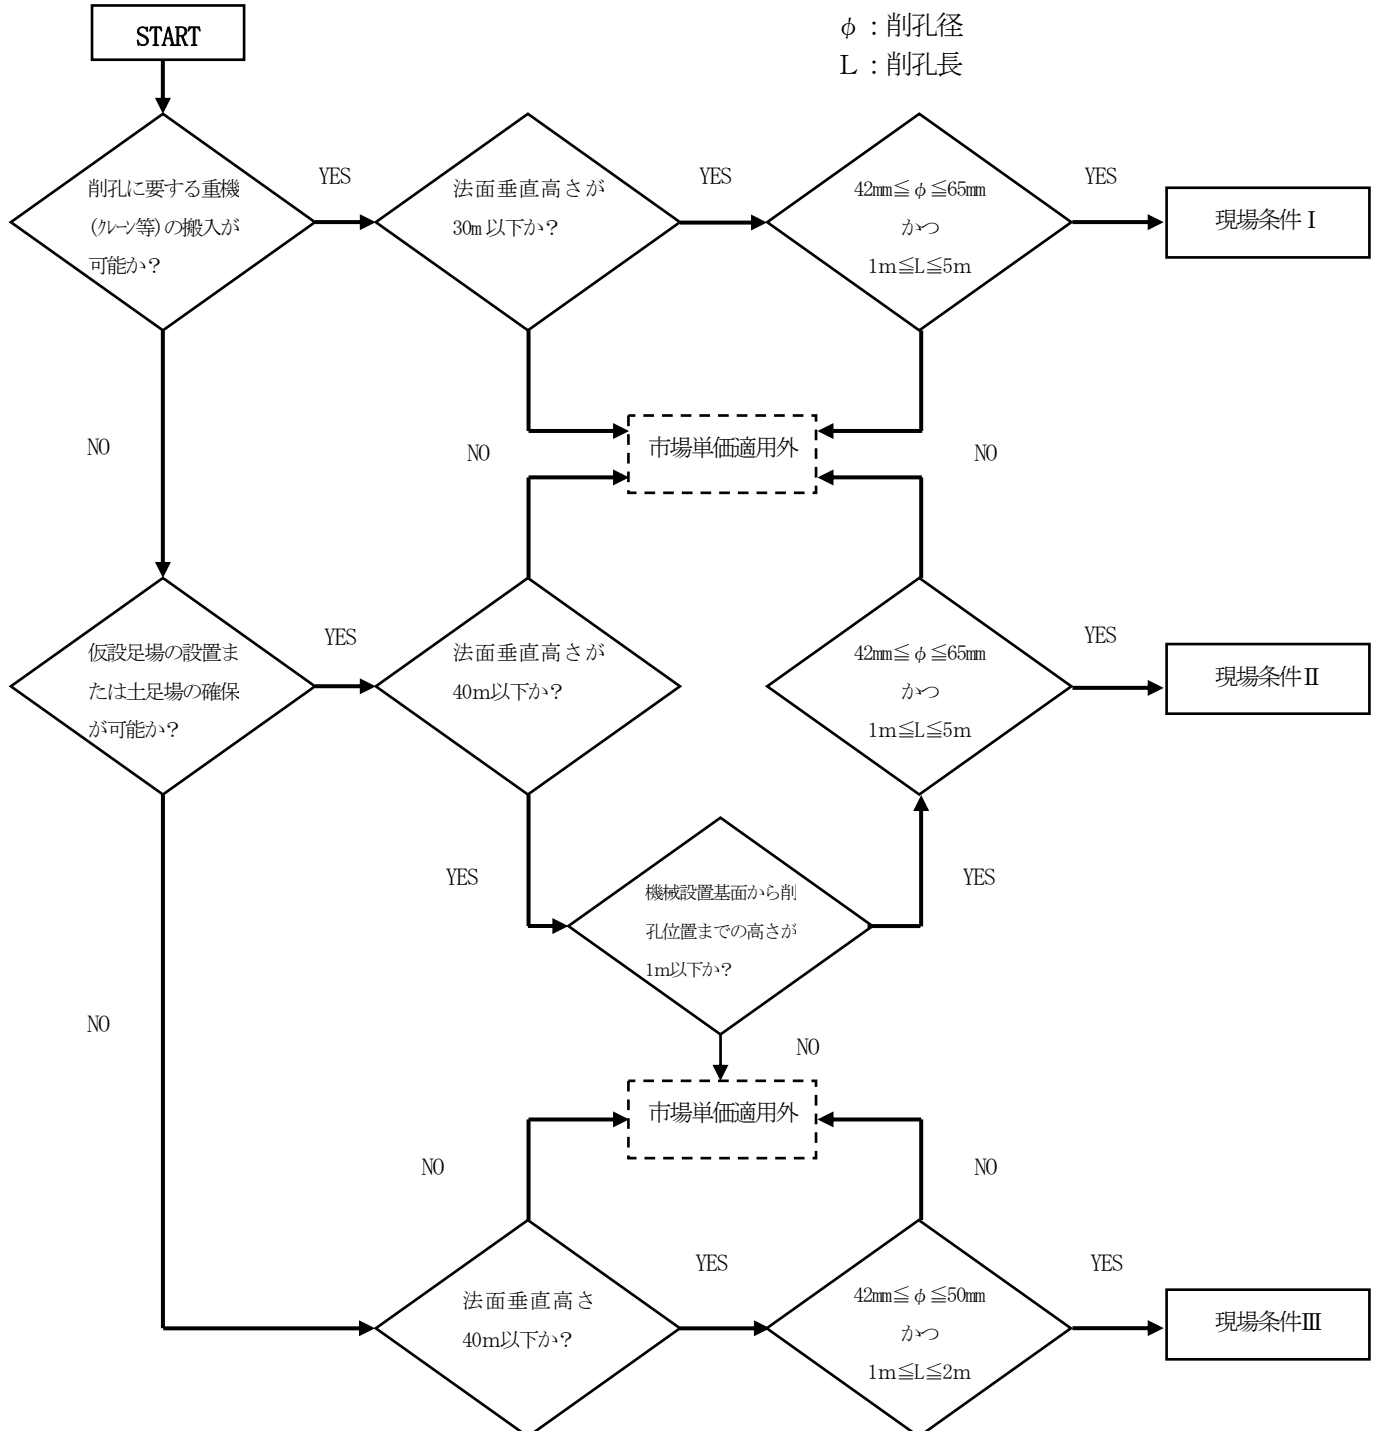 START
φ：削孔径
L：削孔長
削孔に要する重機
(ｸﾚｰﾝ等)の搬入が
可能か？
YES
法面垂直高さが
30m以下か？
YES
42mm≦φ≦65mm
かつ
1m≦L≦5m
YES
現場条件Ⅰ
NO
NO
市場単価適用外
NO
仮設足場の設置ま
たは土足場の確保
が可能か？
YES
法面垂直高さが
40m以下か？
42mm≦φ≦65mm
かつ
1m≦L≦5m
YES
現場条件Ⅱ
YES
機械設置基面から削
孔位置までの高さが
1m以下か？
YES
NO
NO
市場単価適用外
NO
NO
法面垂直高さ
40m以下か？
YES
42mm≦φ≦50mm
かつ
1m≦L≦2m
YES
現場条件Ⅲ